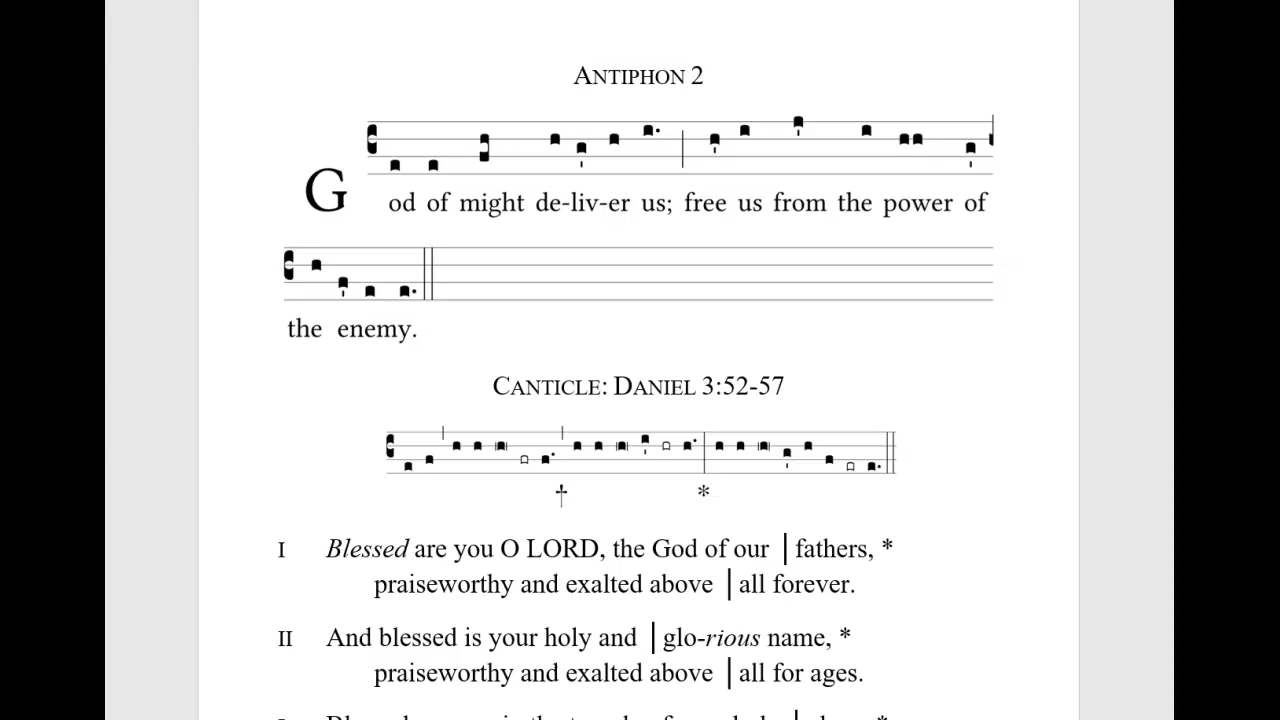 ANTIPHON 2
God of might de-liv-er us; free us from the power of
the enemy.
CANTICLE: DANIEL 3:52-57
† *
I Blessed are you O LORD, the God of our | fathers, *
praiseworthy and exalted above | all forever.
II And blessed is your holy and | glo-rious name, *
praiseworthy and exalted above | all for ages.